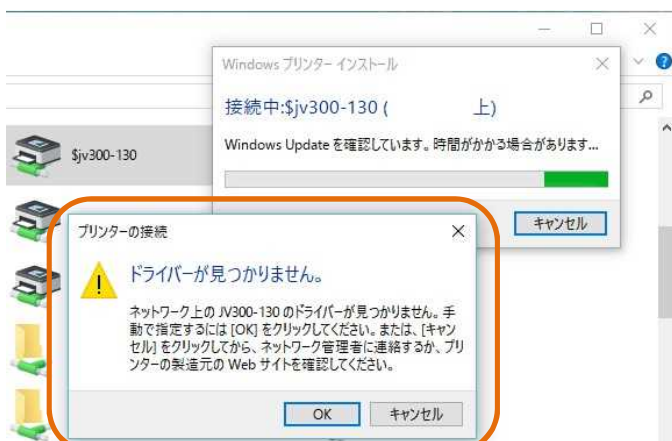 Windows プリンター インストール
接続中:$jv300-130 ( 上)
Windows Update を確認しています。時間がかかる場合があります...
キャンセル
$jv300-130
プリンターの接続
ドライバーが見つかりません。
ネットワーク上の JV300-130 のドライバーが見つかりません。手
動で指定するには [OK] をクリックしてください。または、[キャン
セル] をクリックしてから、ネットワーク管理者に連絡するか、プリ
ンターの製造元の Web サイトを確認してください。
OK キャンセル